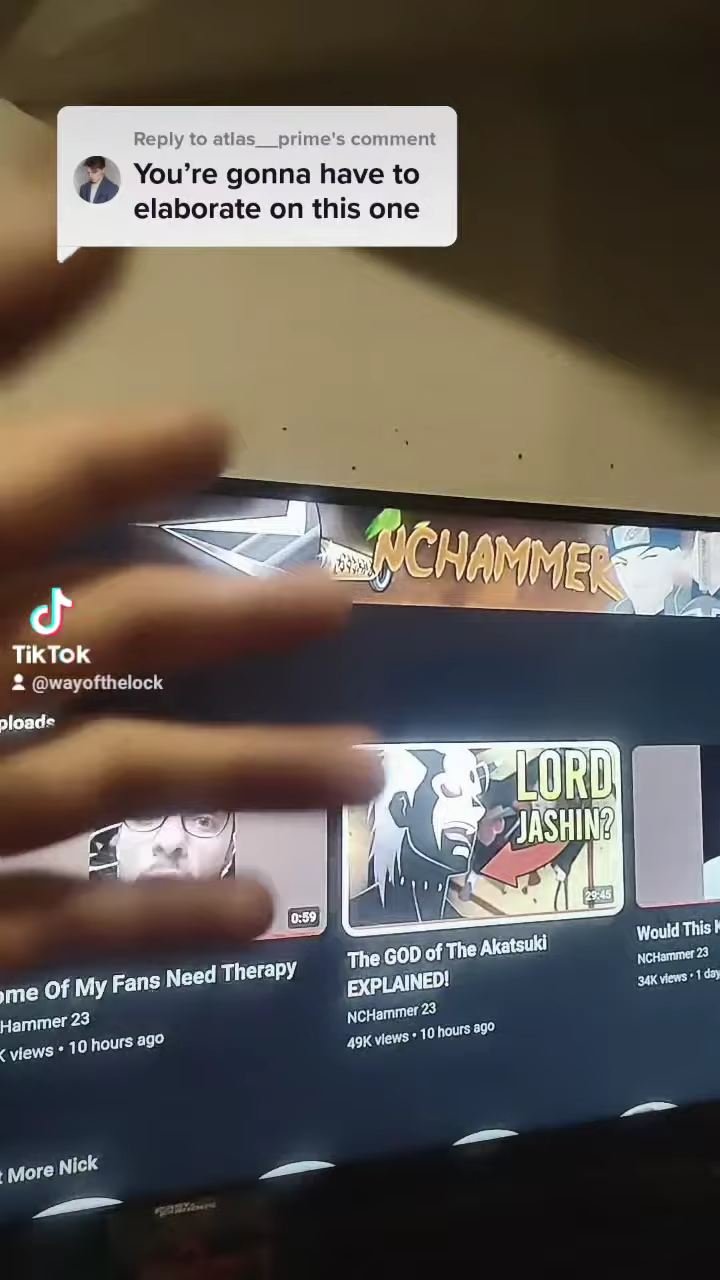 Reply to atlas__prime's comment
You're gonna have to
elaborate on this one
NCHAMMER
TikTok
@wayofthelock
ploads
LORD
JASHIN?
29:45
0:59
ome Of My Fans Need Therapy
Hammer 23
K views • 10 hours ago
The GOD of The Akatsuki
EXPLAINED!
NCHammer 23
49K views • 10 hours ago
Would This K
NCHammer 23
34K views • 1 day
t More Nick